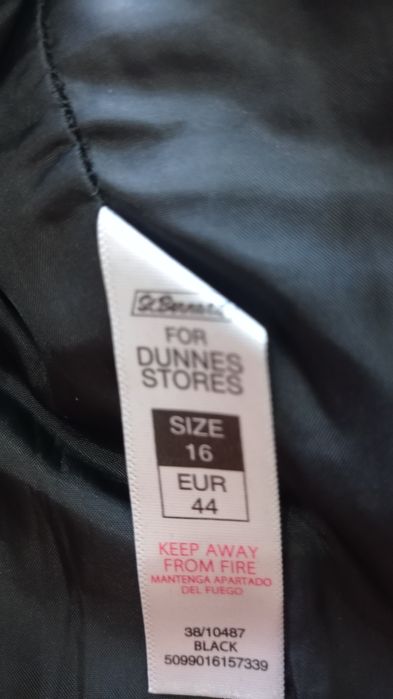 St. Bernard
FOR
DUNNES
STORES
SIZE
16
EUR
44
KEEP AWAY
FROM FIRE
MANTENGA APARTADO
DEL FUEGO
38/10487
BLACK
5099016157339